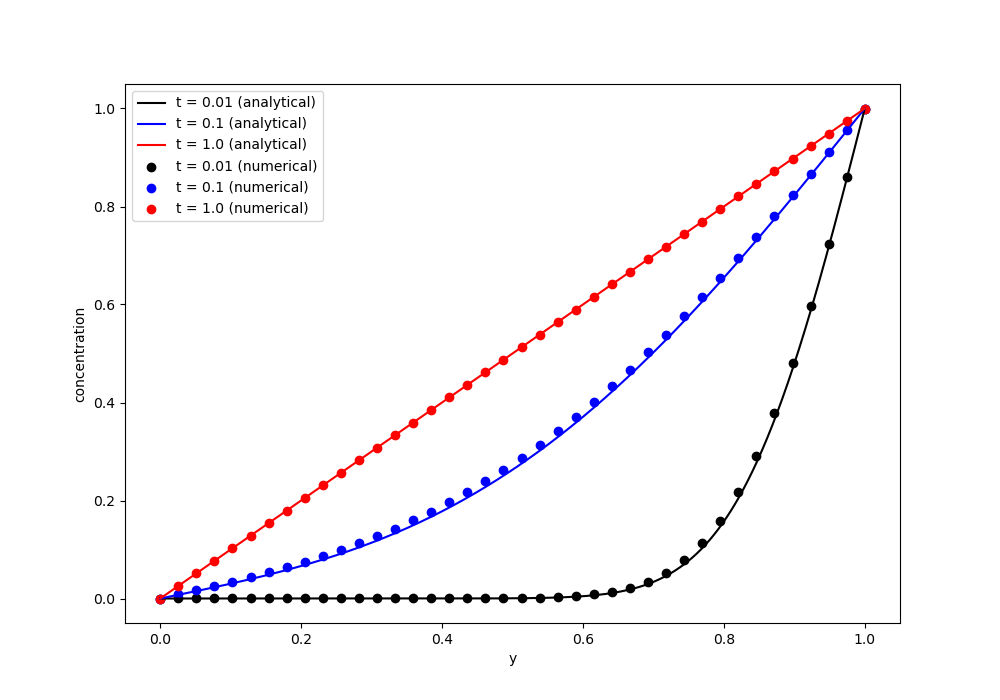 t = 0.01 (analytical)
t = 0.1 (analytical)
t = 1.0 (analytical)
t = 0.01 (numerical)
t = 0.1 (numerical)
t = 1.0 (numerical)
concentration
1.0
0.8
0.6
0.4
0.2
0.0
0.0 0.2 0.4 0.6 0.8 1.0
y